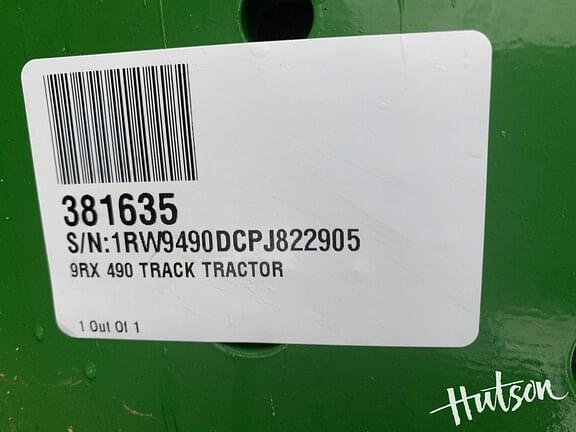 381635
S/N:1RW9490DCPJ822905
9RX 490 TRACK TRACTOR
1 Out Of 1
Hutson